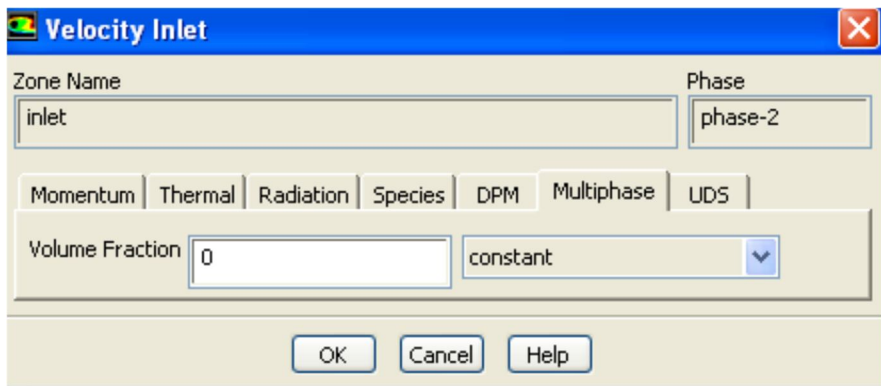 Velocity Inlet
Zone Name Phase
inlet phase-2
Momentum Thermal Radiation Species DPM Multiphase UDS
Volume Fraction 0 constant
OK Cancel Help